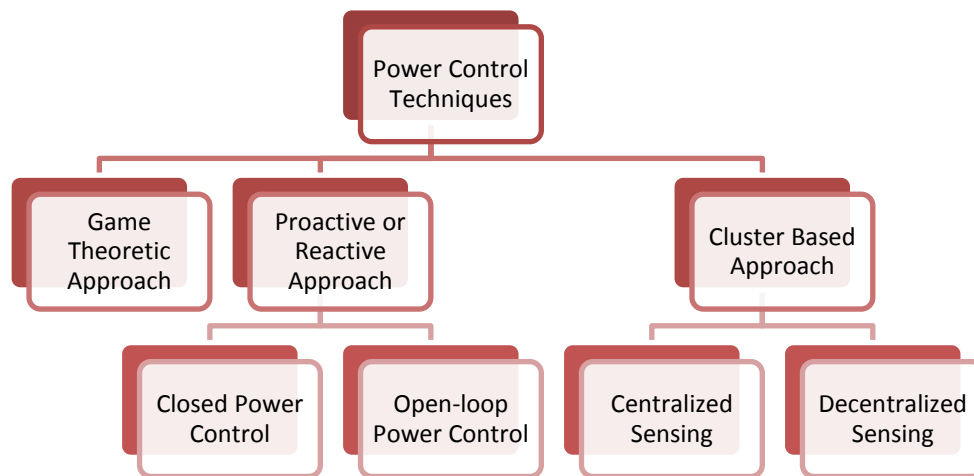 Power Control
Techniques
Game
Theoretic
Approach
Proactive or
Reactive
Approach
Cluster Based
Approach
Closed Power
Control
Open-loop
Power Control
Centralized
Sensing
Decentralized
Sensing